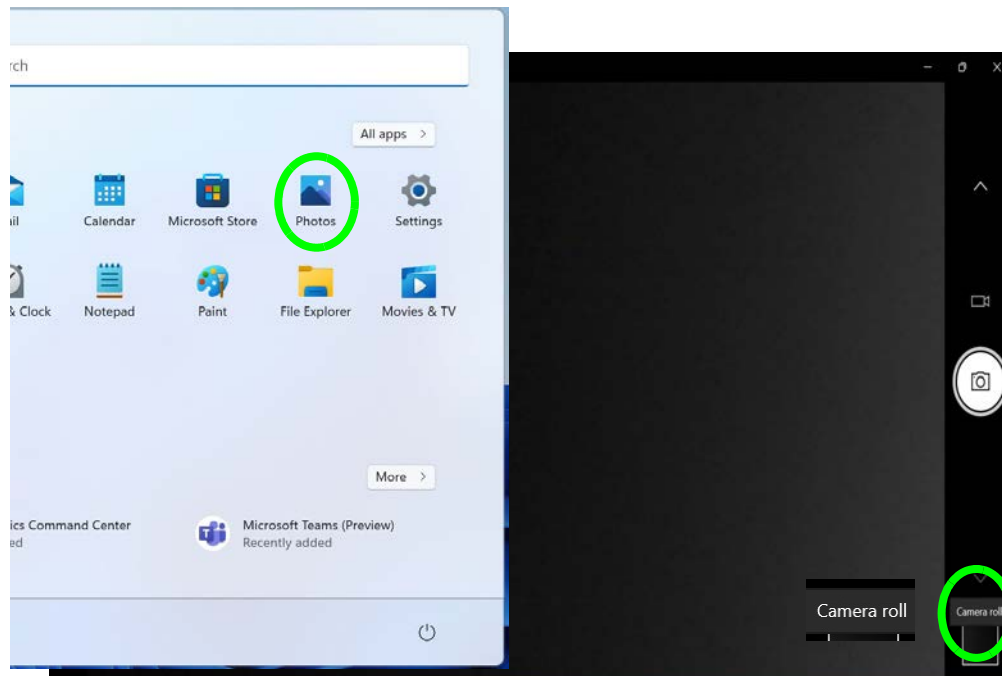 rch
All apps >
il
Calendar
Microsoft Store
Photos
Settings
& Clock
Notepad
Paint
File Explorer
Movies & TV
More >
ics Command Center
ed
Microsoft Teams (Preview)
Recently added
Camera roll
Camera roll